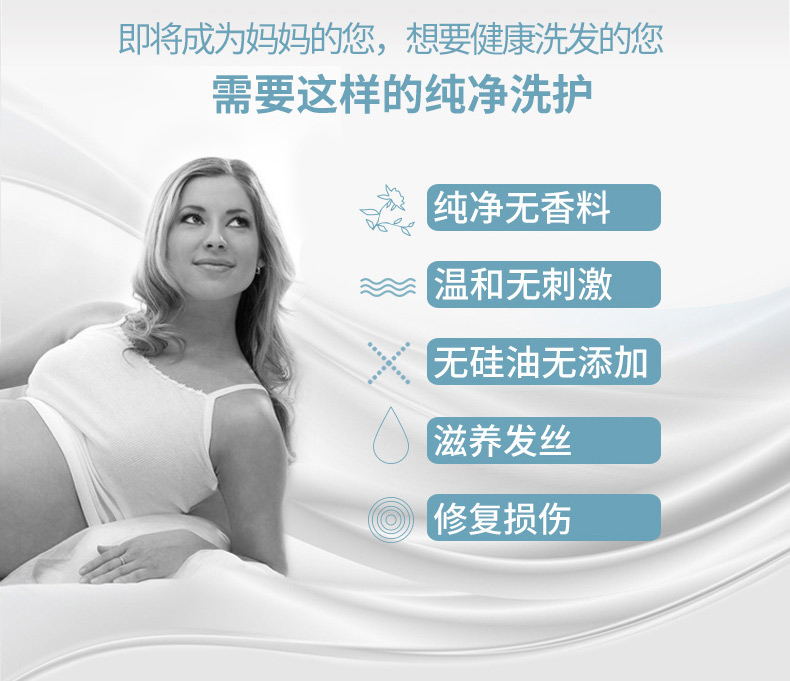 即将成为妈妈的您，想要健康洗发的您
需要这样的纯净洗护
纯净无香料
温和无刺激
无硅油无添加
滋养发丝
修复损伤